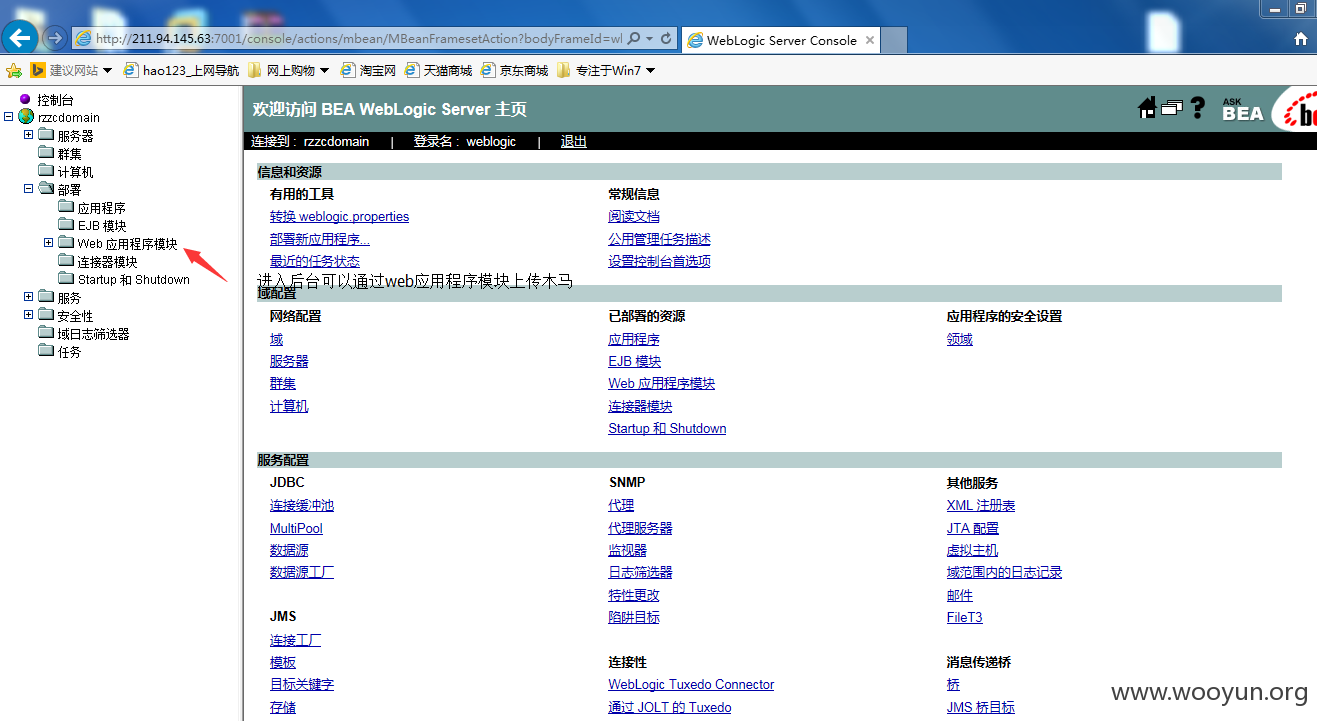 http://211.94.145.63:7001/console/actions/mbean/MBeanFramesetAction?bodyFrameId=wl
WebLogic Server Console
建议网站 hao123_上网导航 网上购物 淘宝网 天猫商城 京东商城 专注于Win7
控制台
rzzcdomain
服务器
群集
计算机
部署
应用程序
EJB 模块
Web 应用程序模块
连接器模块
Startup 和 Shutdown
服务
安全性
域日志筛选器
任务
欢迎访问 BEA WebLogic Server 主页
ASK
BEA
连接到 : rzzcdomain | 登录名 : weblogic | 退出
信息和资源
有用的工具 常规信息
转换 weblogic.properties 阅读文档
部署新应用程序... 公用管理任务描述
最近的任务状态 设置控制台首选项
进入后台可以通过web应用程序模块上传木马
域配置
网络配置 已部署的资源 应用程序的安全设置
域 应用程序 领域
服务器 EJB 模块
群集 Web 应用程序模块
计算机 连接器模块
Startup 和 Shutdown
服务配置
JDBC SNMP 其他服务
连接缓冲池 代理 XML 注册表
MultiPool 代理服务器 JTA 配置
数据源 监视器 虚拟主机
数据源工厂 日志筛选器 域范围内的日志记录
特性更改 邮件
JMS 陷阱目标 FileT3
连接工厂
模板 连接性 消息传递桥
目标关键字 WebLogic Tuxedo Connector 桥
存储 通过 JOLT 的 Tuxedo JMS 桥目标
www.wooyun.org